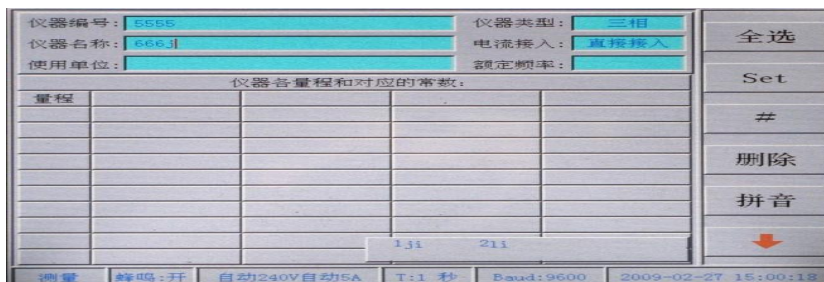 仪器编号: 5555 仪器类型: 三相
仪器名称: 666j 电流接入: 直接接入
使用单位: 额定频率:
仪器各量程和对应的常数:
量程
1ji 2li
测量 蜂鸣:开 自动240V自动5A T:1 秒 Baud:9600 2009-02-27 15:00:18
全选
Set
#
删除
拼音